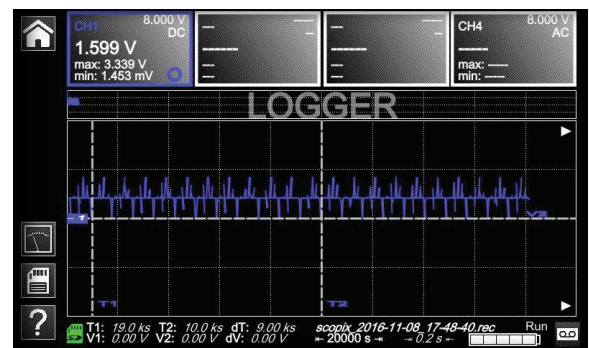 CH1 8.000 V
DC
1.599 V
max: 3.339 V
min: 1.453 mV
CH4 8.000 V
AC
max: -----
min: -----
LOGGER
1
V2
T1
T2
T1: 19.0 ks T2: 10.0 ks dT: 9.00 ks
V1: 0.00 V V2: 0.00 V dV: 0.00 V
scopix_2016-11-08_17-48-40.rec
20000 s 0.2 s
Run
?